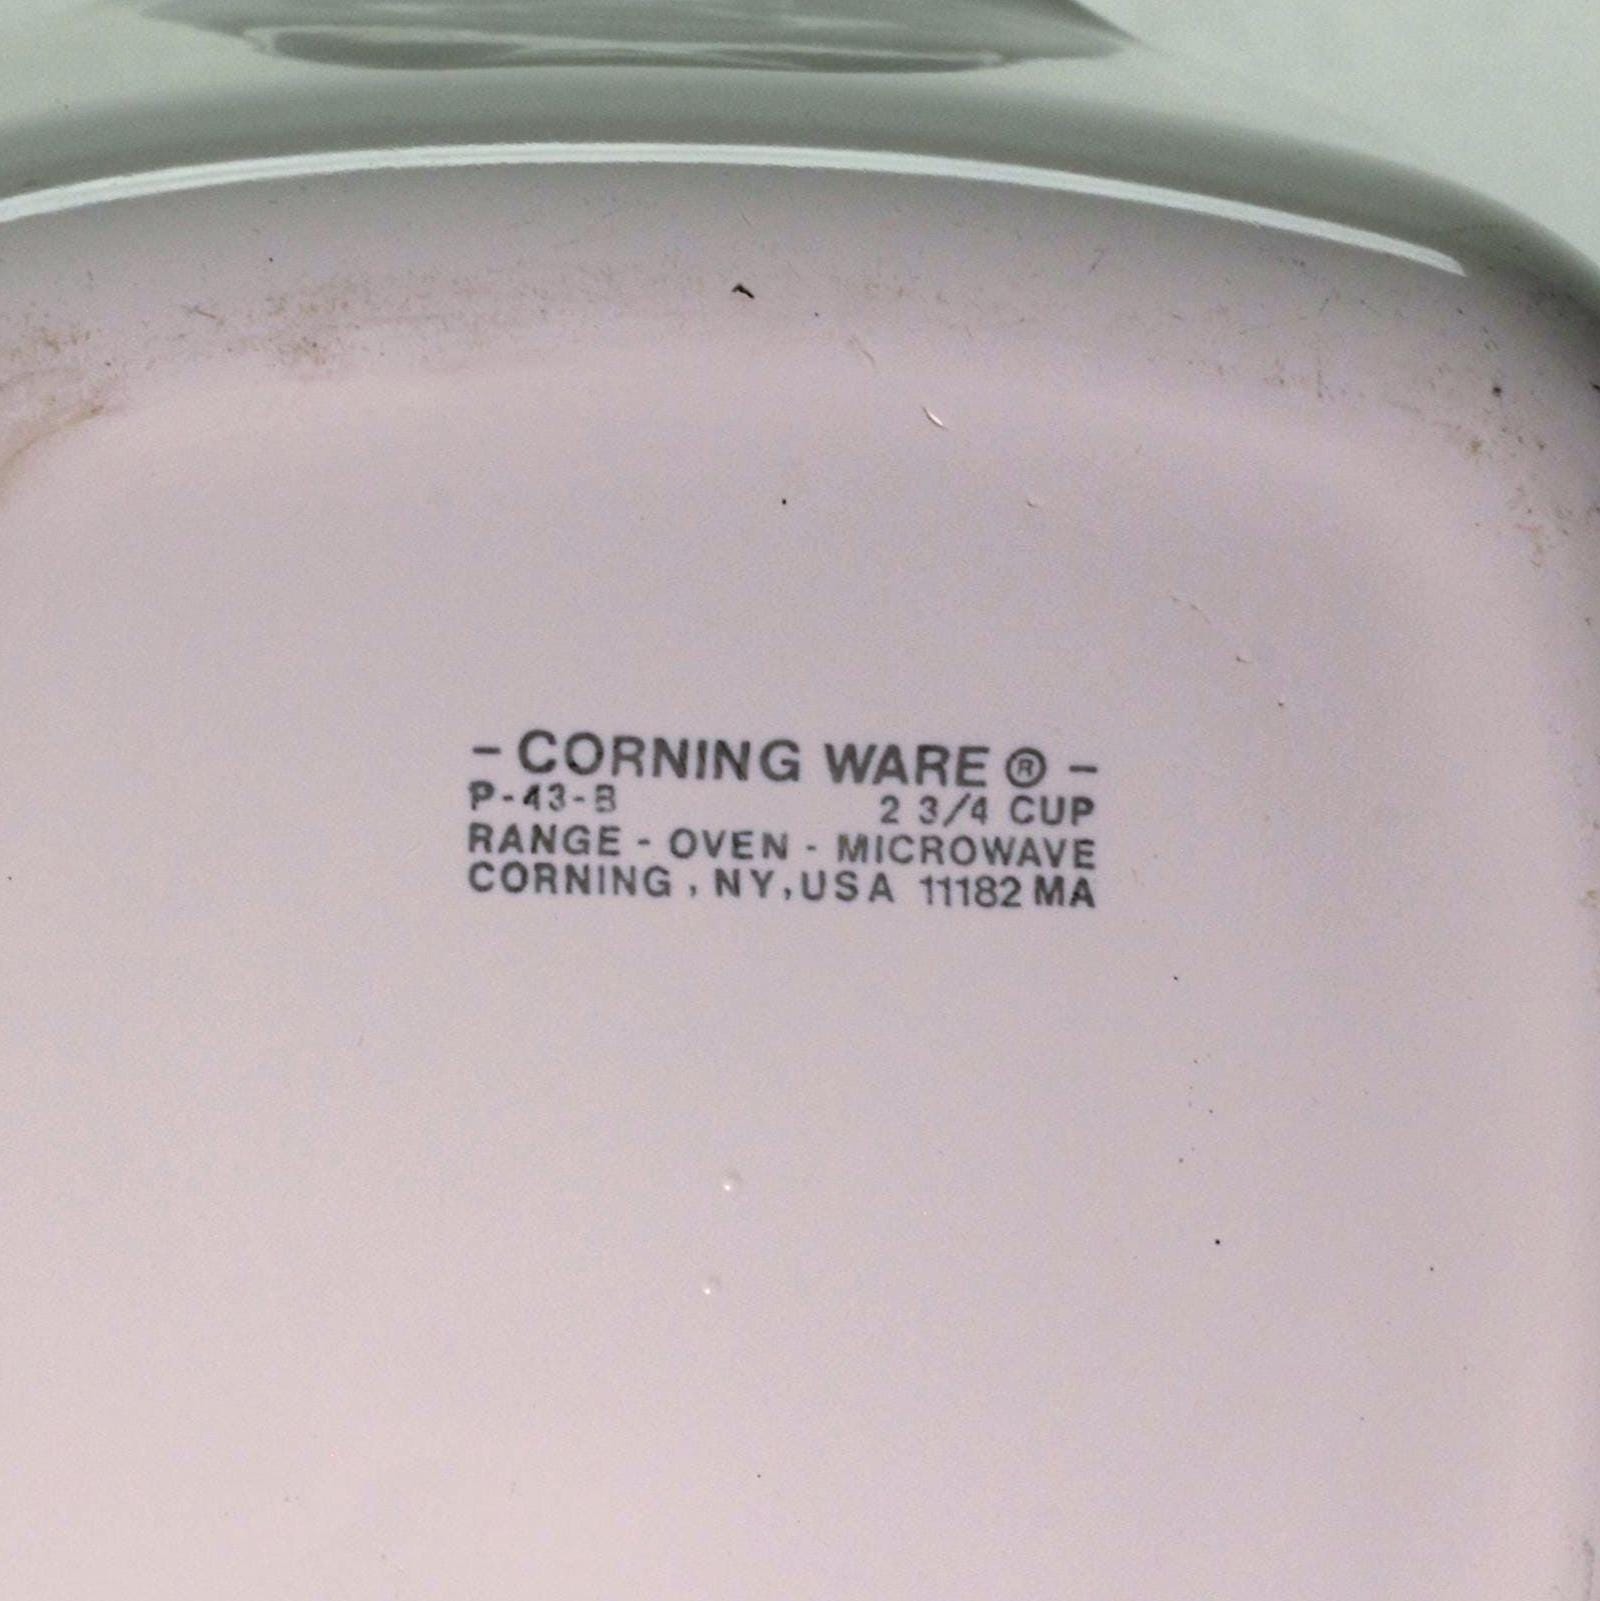 - CORNING WARE ® -
P-43-B 2 3/4 CUP
RANGE - OVEN - MICROWAVE
CORNING, NY, USA 11182 MA